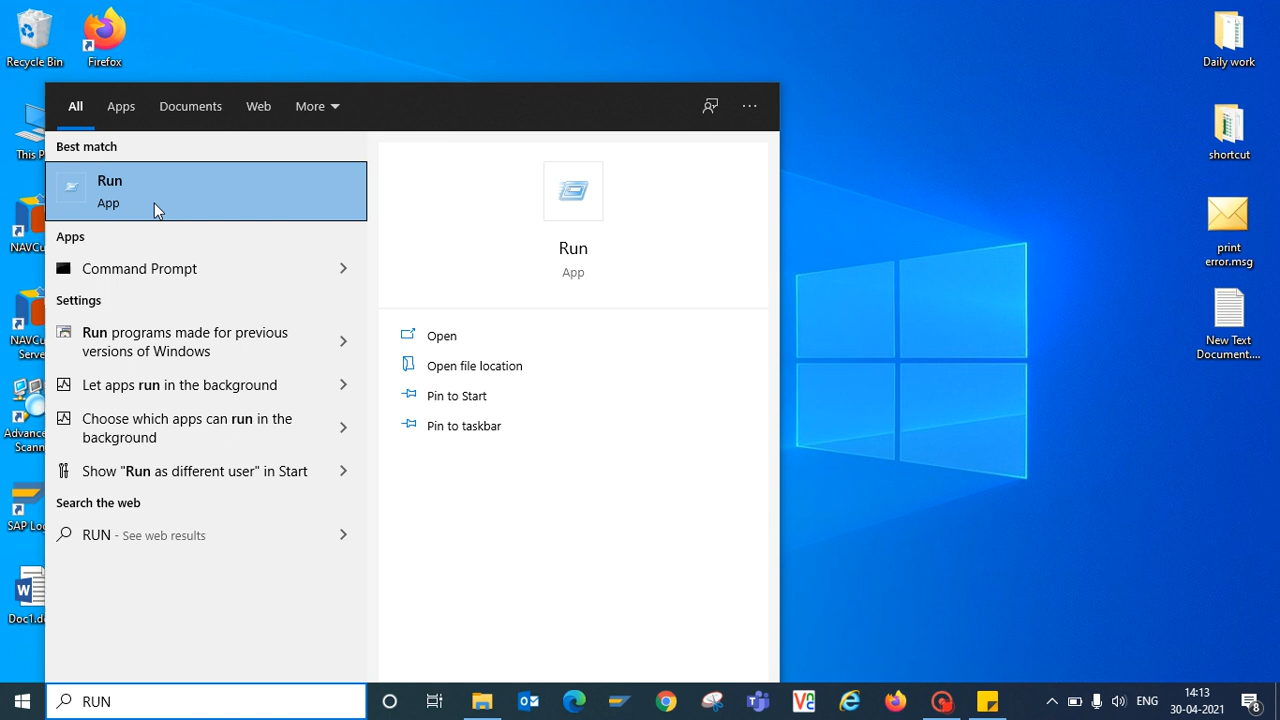 Recycle Bin
Firefox
This P
NAVCu
NAVCu
Serve
Advance
Scann
SAP Log
Doc1.do
All
Apps
Documents
Web
More
Best match
Run
App
Apps
Command Prompt
Settings
Run programs made for previous
versions of Windows
Let apps run in the background
Choose which apps can run in the
background
Show "Run as different user" in Start
Search the web
RUN - See web results
Run
App
Open
Open file location
Pin to Start
Pin to taskbar
Daily work
shortcut
print
error.msg
New Text
Document....
RUN
ENG
14:13
30-04-2021
8